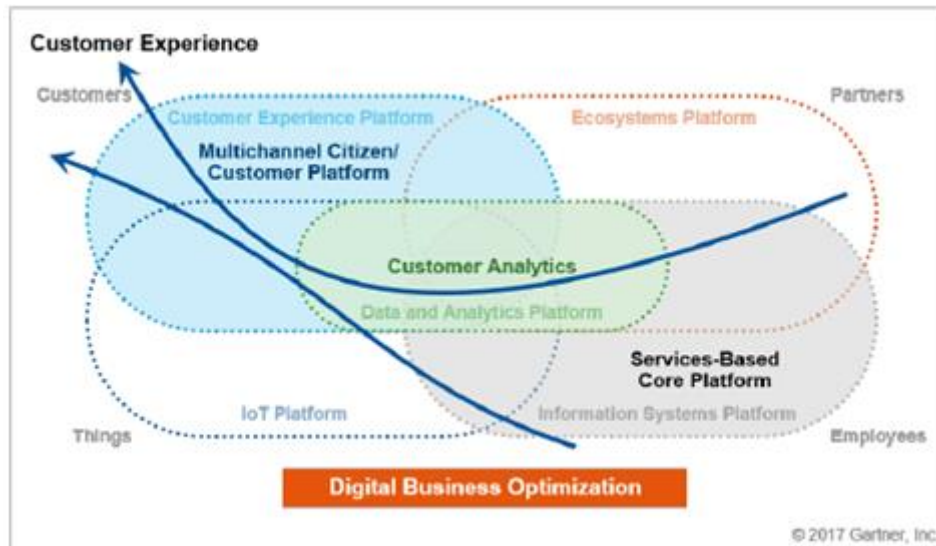 Customer Experience
Customers
Partners
Customer Experience Platform
Ecosystems Platform
Multichannel Citizen/
Customer Platform
Customer Analytics
Data and Analytics Platform
Services-Based
Core Platform
IoT Platform
Information Systems Platform
Things
Employees
Digital Business Optimization
© 2017 Gartner, Inc